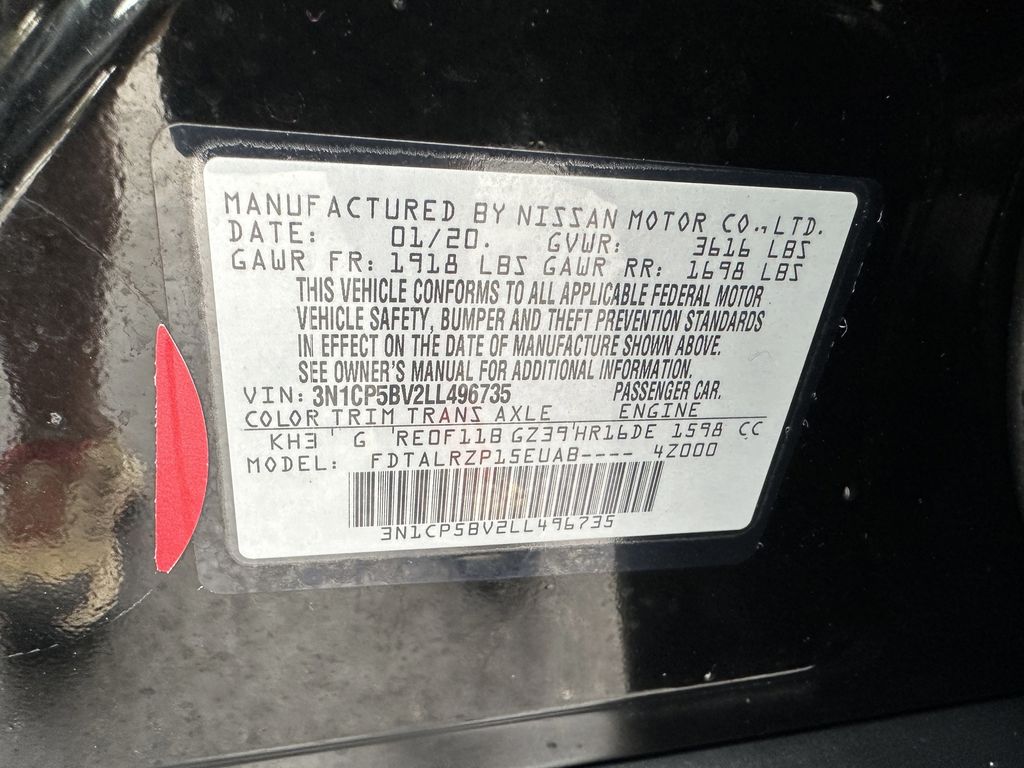 MANUFACTURED BY NISSAN MOTOR CO.,LTD.
DATE: 01/20. GVWR: 3616 LBS
GAWR FR: 1918 LBS GAWR RR: 1698 LBS
THIS VEHICLE CONFORMS TO ALL APPLICABLE FEDERAL MOTOR
VEHICLE SAFETY, BUMPER AND THEFT PREVENTION STANDARDS
IN EFFECT ON THE DATE OF MANUFACTURE SHOWN ABOVE.
SEE OWNER'S MANUAL FOR ADDITIONAL INFORMATION.
VIN: 3N1CP5BV2LL496735 PASSENGER CAR.
COLOR TRIM TRANS AXLE ENGINE
KH3 G RE0F11B GZ39 HR16DE 1598 CC
MODEL: FDTALRZP15EUAB---- 4Z000
3N1CP5BV2LL496735